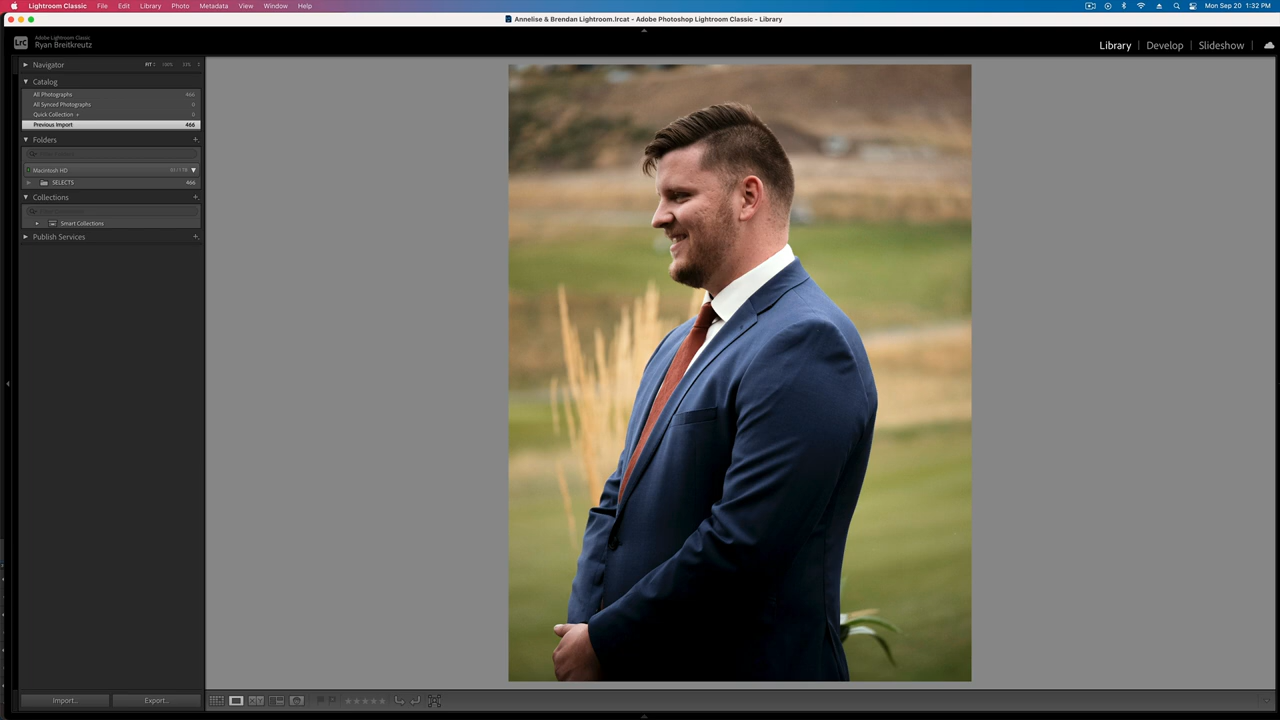 Lightroom Classic File Edit Library Photo Metadata View Window Help Mon Sep 20 1:32 PM
Annelise & Brendan Lightroom.lrcat - Adobe Photoshop Lightroom Classic - Library
LrC
Adobe Lightroom Classic
Ryan Breitkreutz
Library | Develop | Slideshow |
Navigator FIT 100%
Catalog
All Photographs 466
All Synced Photographs 0
Quick Collection + 0
Previous Import 466
Folders
Macintosh HD
SELECTS 466
Collections
Smart Collections
Publish Services
Import...
Export...